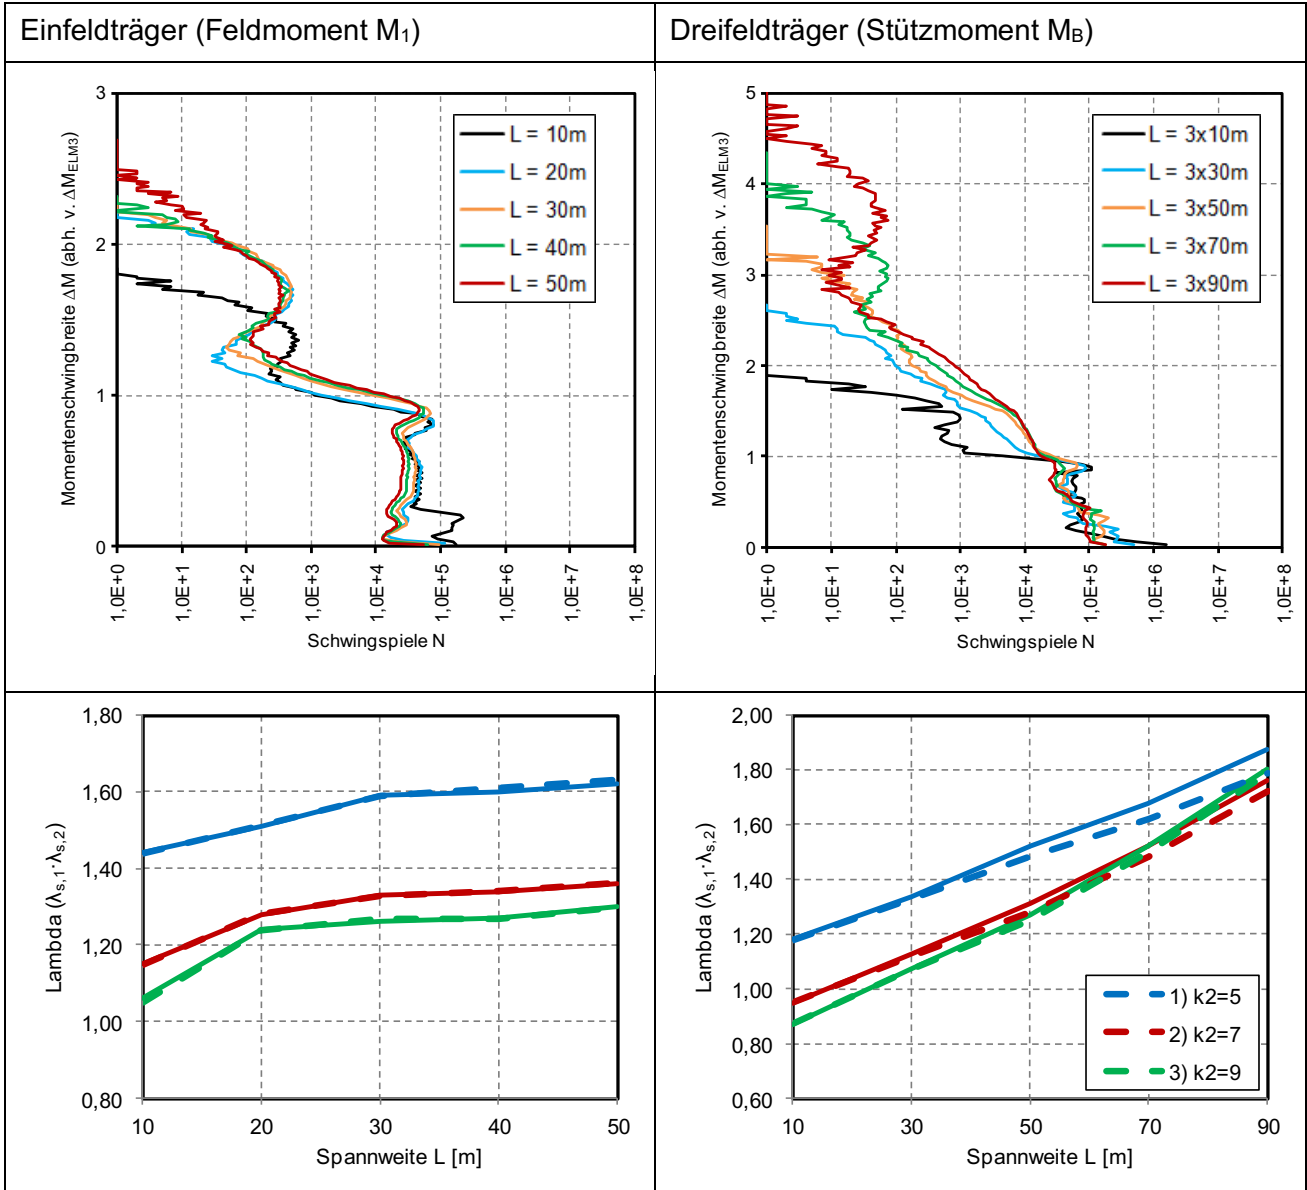 Einfeldträger (Feldmoment M₁)
Dreifeldträger (Stützmoment M_B)
Momentenschwingbreite ΔM (abh. v. ΔM_ELM3)
3
2
1
0
1,0E+0
1,0E+1
1,0E+2
1,0E+3
1,0E+4
1,0E+5
1,0E+6
1,0E+7
1,0E+8
Schwingspiele N
L = 10m
L = 20m
L = 30m
L = 40m
L = 50m
Momentenschwingbreite ΔM (abh. v. ΔM_ELM3)
5
4
3
2
1
0
1,0E+0
1,0E+1
1,0E+2
1,0E+3
1,0E+4
1,0E+5
1,0E+6
1,0E+7
1,0E+8
Schwingspiele N
L = 3x10m
L = 3x30m
L = 3x50m
L = 3x70m
L = 3x90m
Lambda (λ_s,1·λ_s,2)
1,80
1,60
1,40
1,20
1,00
0,80
10
20
30
40
50
Spannweite L [m]
Lambda (λ_s,1·λ_s,2)
2,00
1,80
1,60
1,40
1,20
1,00
0,80
0,60
10
30
50
70
90
Spannweite L [m]
1) k2=5
2) k2=7
3) k2=9